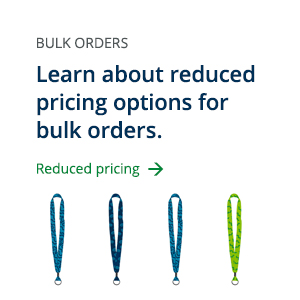 BULK ORDERS
Learn about reduced
pricing options for
bulk orders.
Reduced pricing →